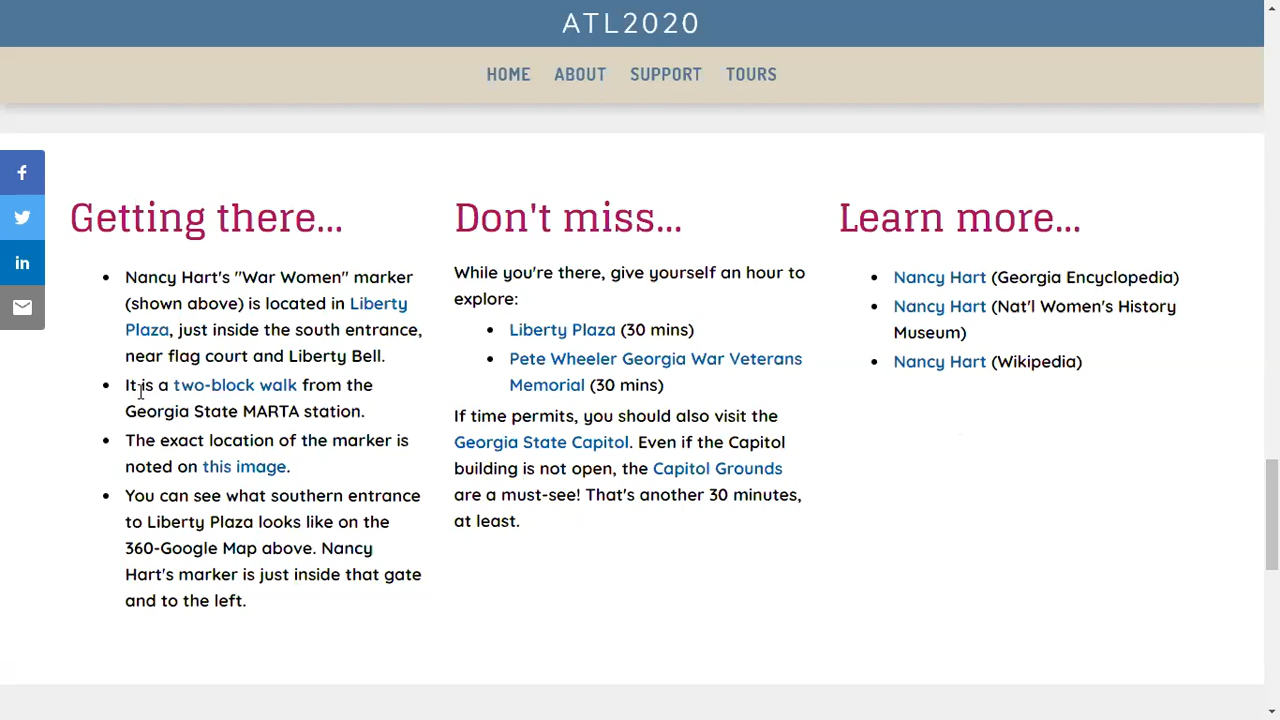 ATL2020
HOME ABOUT SUPPORT TOURS
f
in
Getting there...
• Nancy Hart's "War Women" marker
(shown above) is located in Liberty
Plaza, just inside the south entrance,
near flag court and Liberty Bell.
• It is a two-block walk from the
Georgia State MARTA station.
• The exact location of the marker is
noted on this image.
• You can see what southern entrance
to Liberty Plaza looks like on the
360-Google Map above. Nancy
Hart's marker is just inside that gate
and to the left.
Don't miss...
While you're there, give yourself an hour to
explore:
• Liberty Plaza (30 mins)
• Pete Wheeler Georgia War Veterans
Memorial (30 mins)
If time permits, you should also visit the
Georgia State Capitol. Even if the Capitol
building is not open, the Capitol Grounds
are a must-see! That's another 30 minutes,
at least.
Learn more...
• Nancy Hart (Georgia Encyclopedia)
• Nancy Hart (Nat'l Women's History
Museum)
• Nancy Hart (Wikipedia)